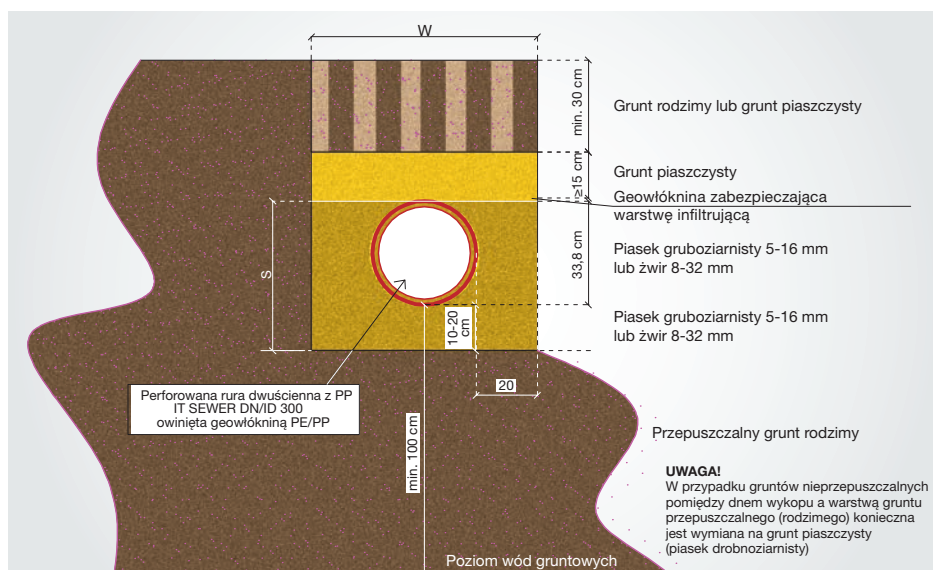 W
min. 30 cm
Grunt rodzimy lub grunt piaszczysty
≥15 cm
Grunt piaszczysty
Geowłóknina zabezpieczająca
warstwę infiltrującą
33,8 cm
Piasek gruboziarnisty 5-16 mm
lub żwir 8-32 mm
S
10-20
cm
Piasek gruboziarnisty 5-16 mm
lub żwir 8-32 mm
20
Perforowana rura dwuścienna z PP
IT SEWER DN/ID 300
owinięta geowłókniną PE/PP
min. 100 cm
Przepuszczalny grunt rodzimy
UWAGA!
W przypadku gruntów nieprzepuszczalnych
pomiędzy dnem wykopu a warstwą gruntu
przepuszczalnego (rodzimego) konieczna
jest wymiana na grunt piaszczysty
(piasek drobnoziarnisty)
Poziom wód gruntowych